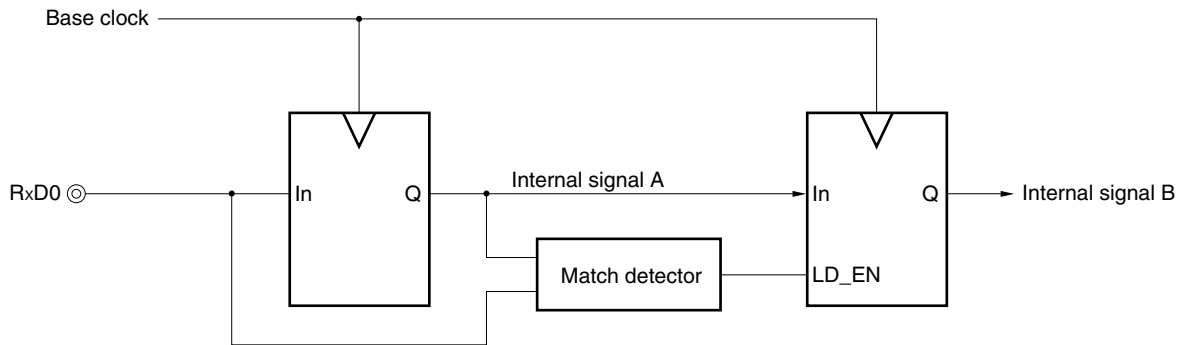 Base clock
RxD0
In
Q
Internal signal A
In
Q
Internal signal B
Match detector
LD_EN